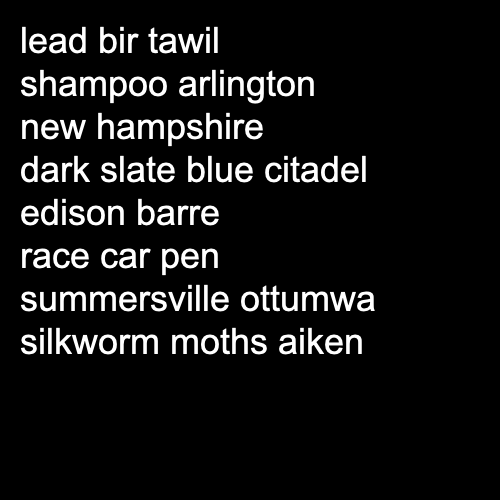 lead bir tawil
shampoo arlington
new hampshire
dark slate blue citadel
edison barre
race car pen
summersville ottumwa
silkworm moths aiken